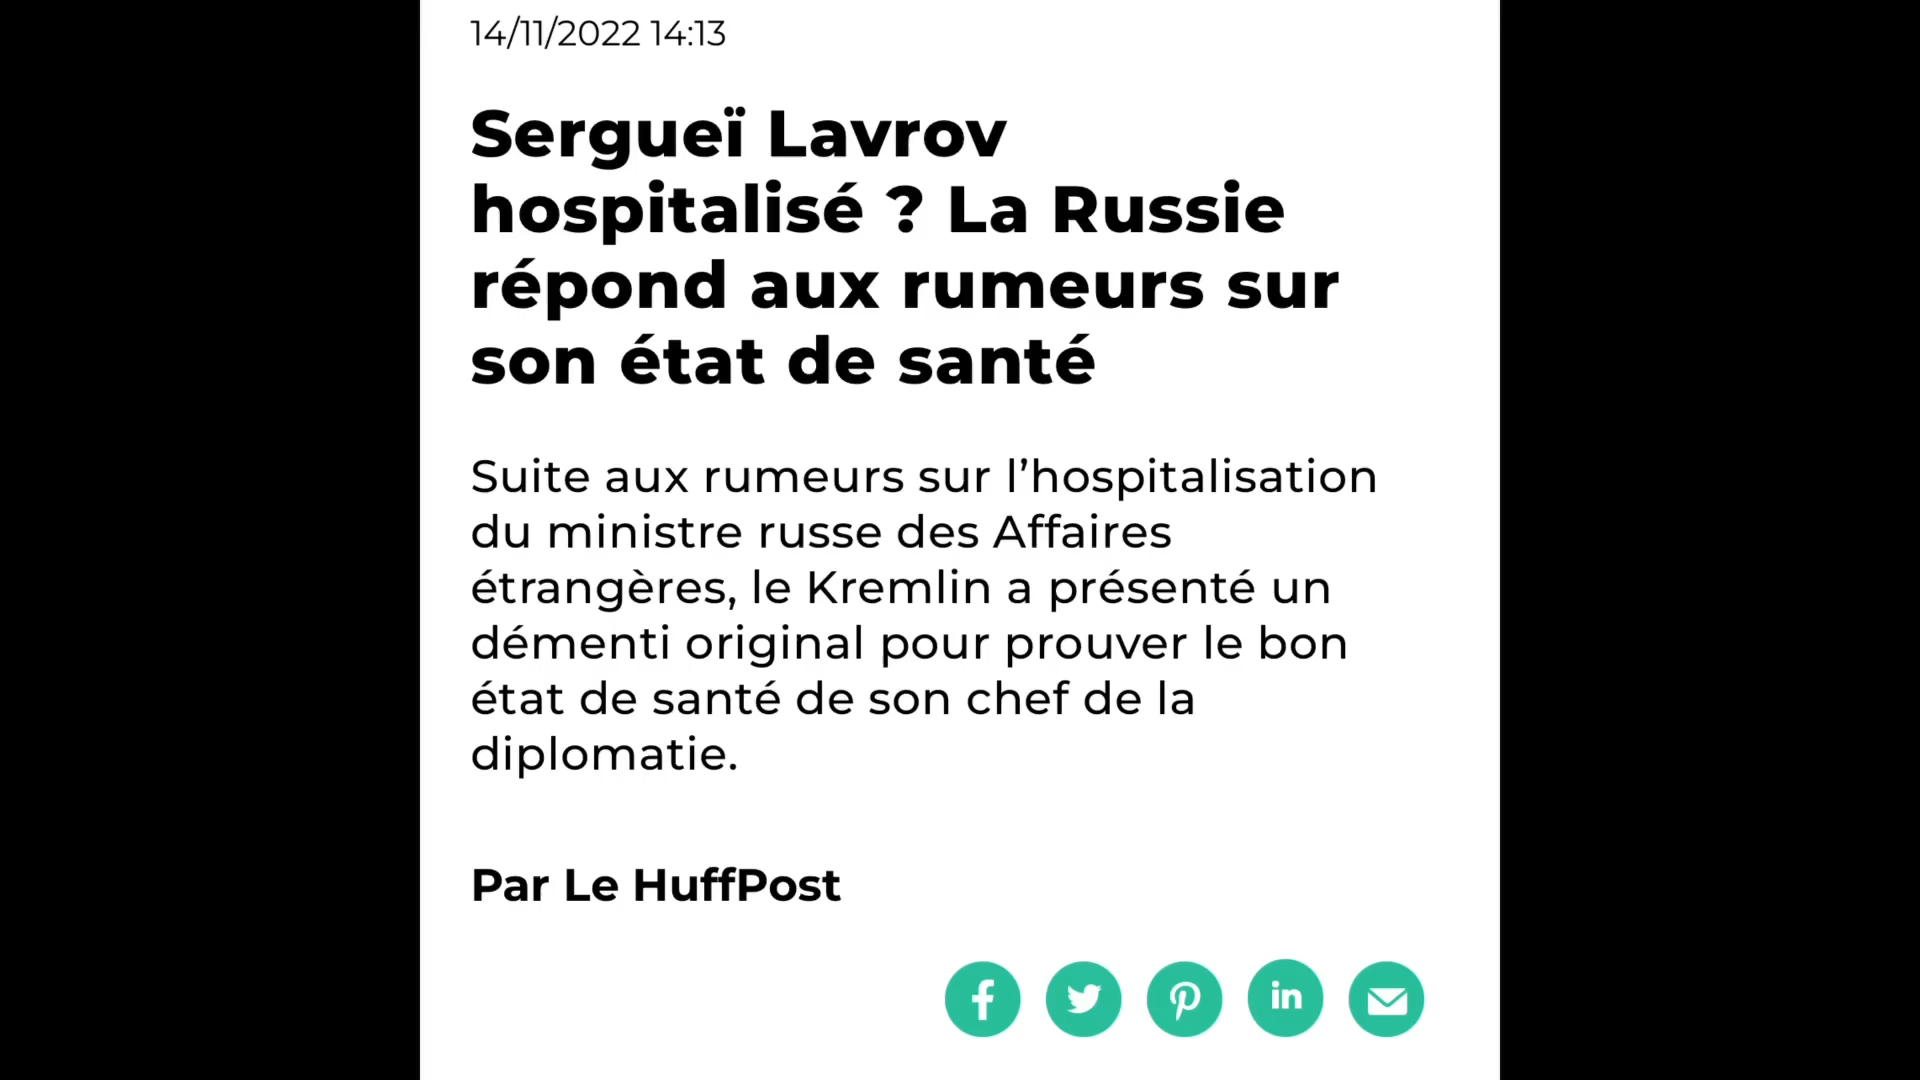 14/11/2022 14:13
Sergueï Lavrov
hospitalisé ? La Russie
répond aux rumeurs sur
son état de santé
Suite aux rumeurs sur l’hospitalisation
du ministre russe des Affaires
étrangères, le Kremlin a présenté un
démenti original pour prouver le bon
état de santé de son chef de la
diplomatie.
Par Le HuffPost